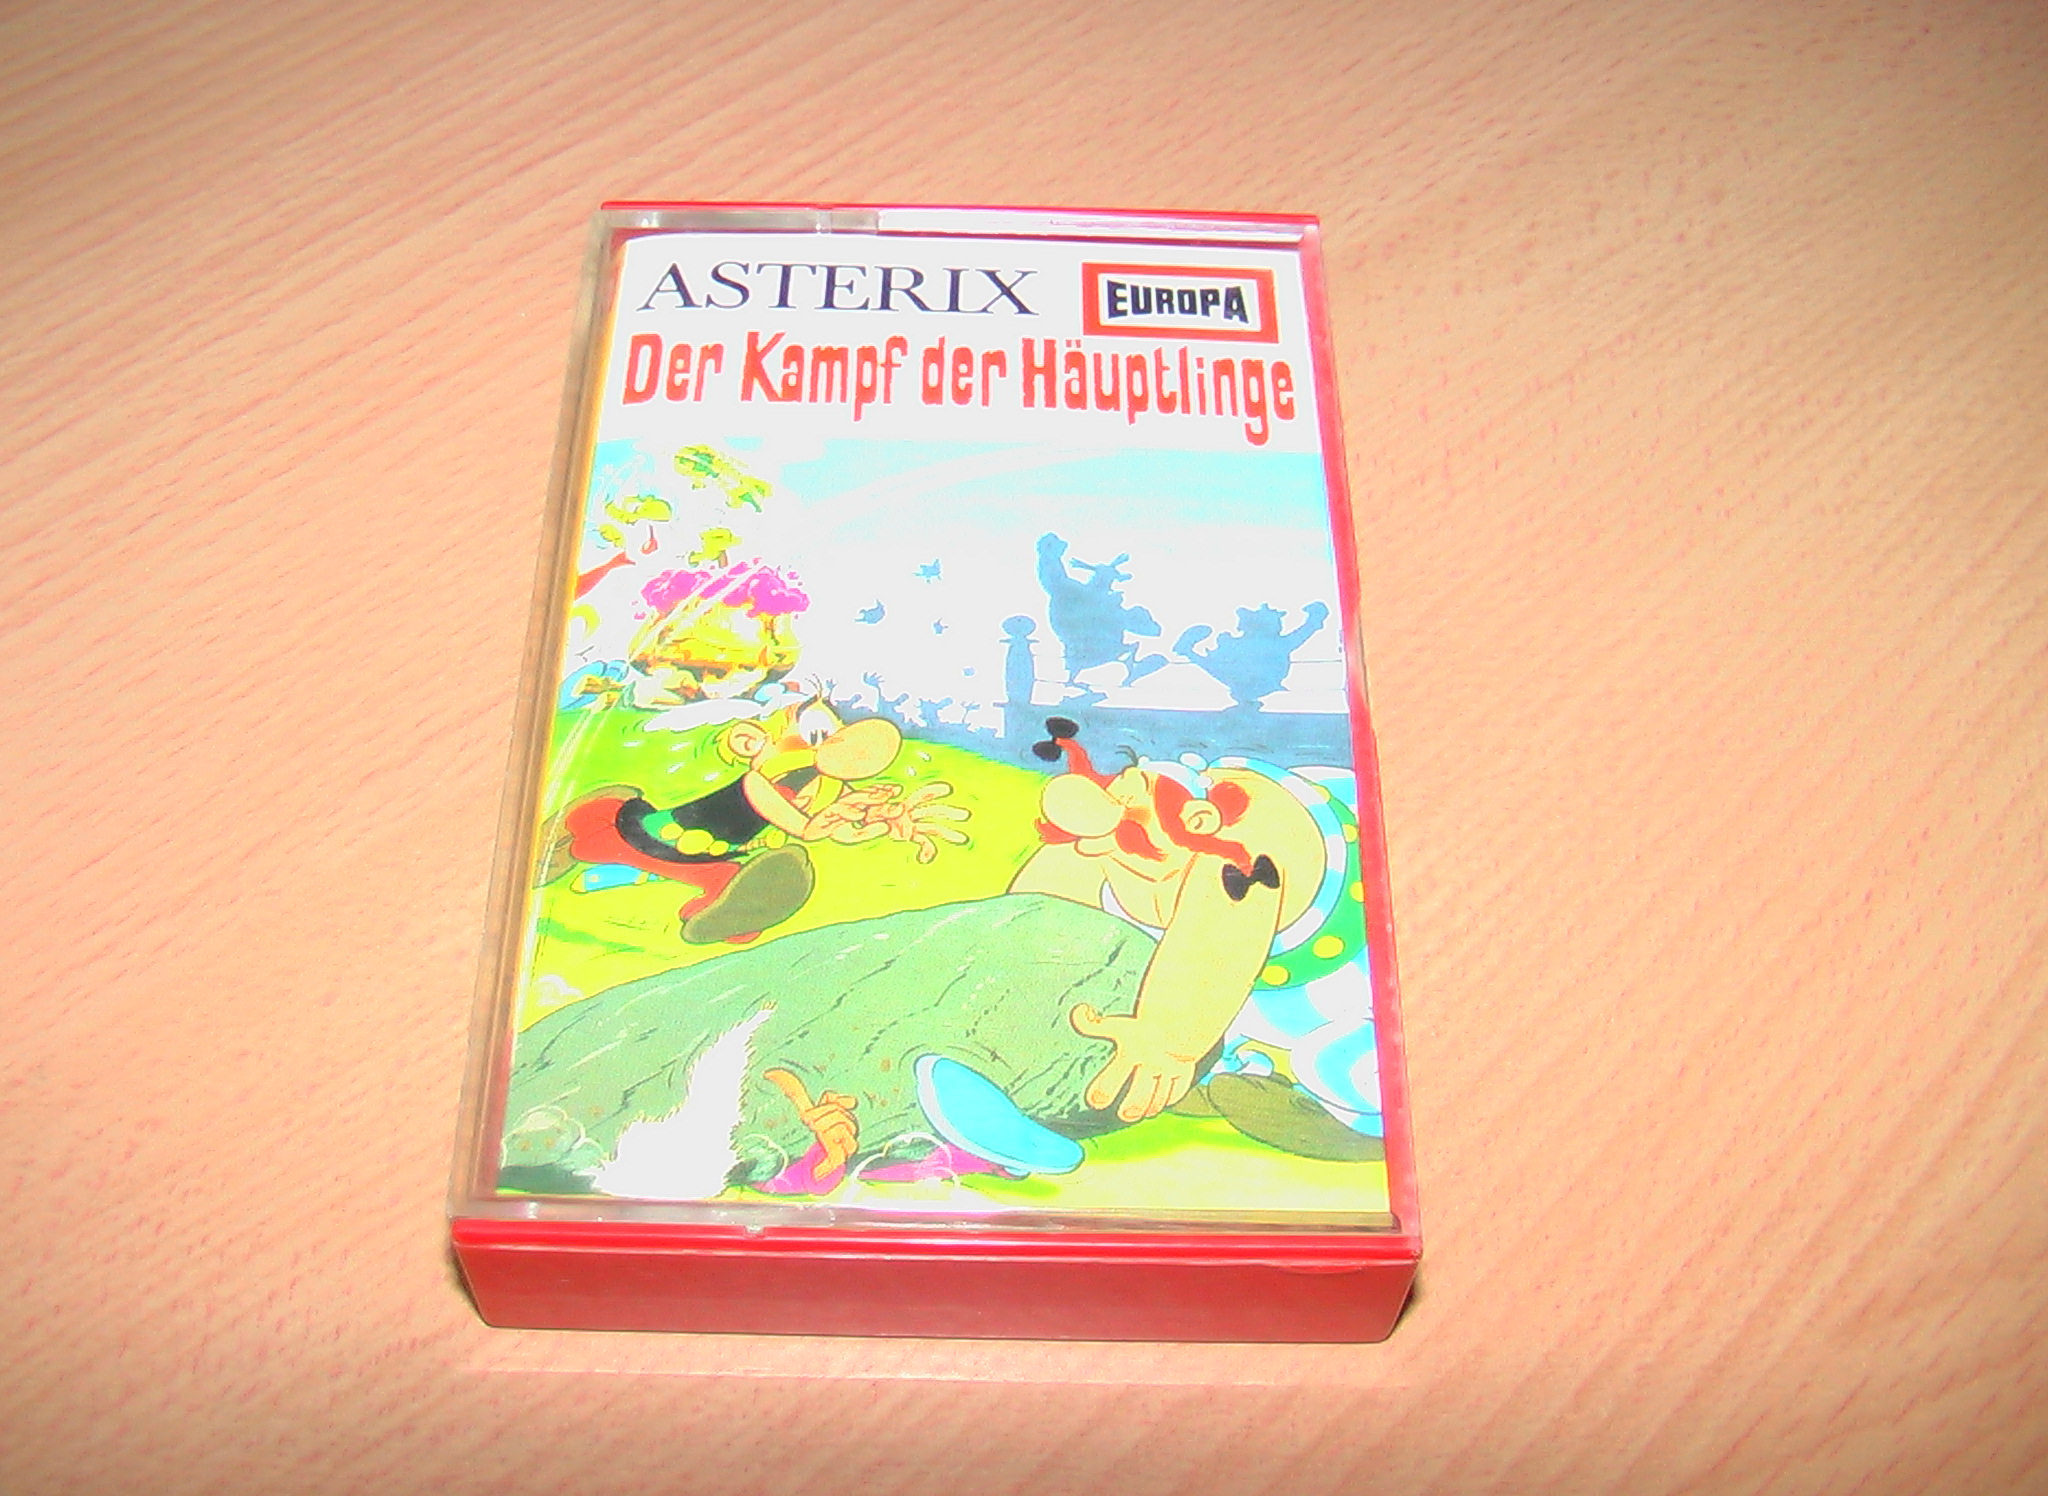 ASTERIX
EUROPA
Der Kampf der Häuptlinge